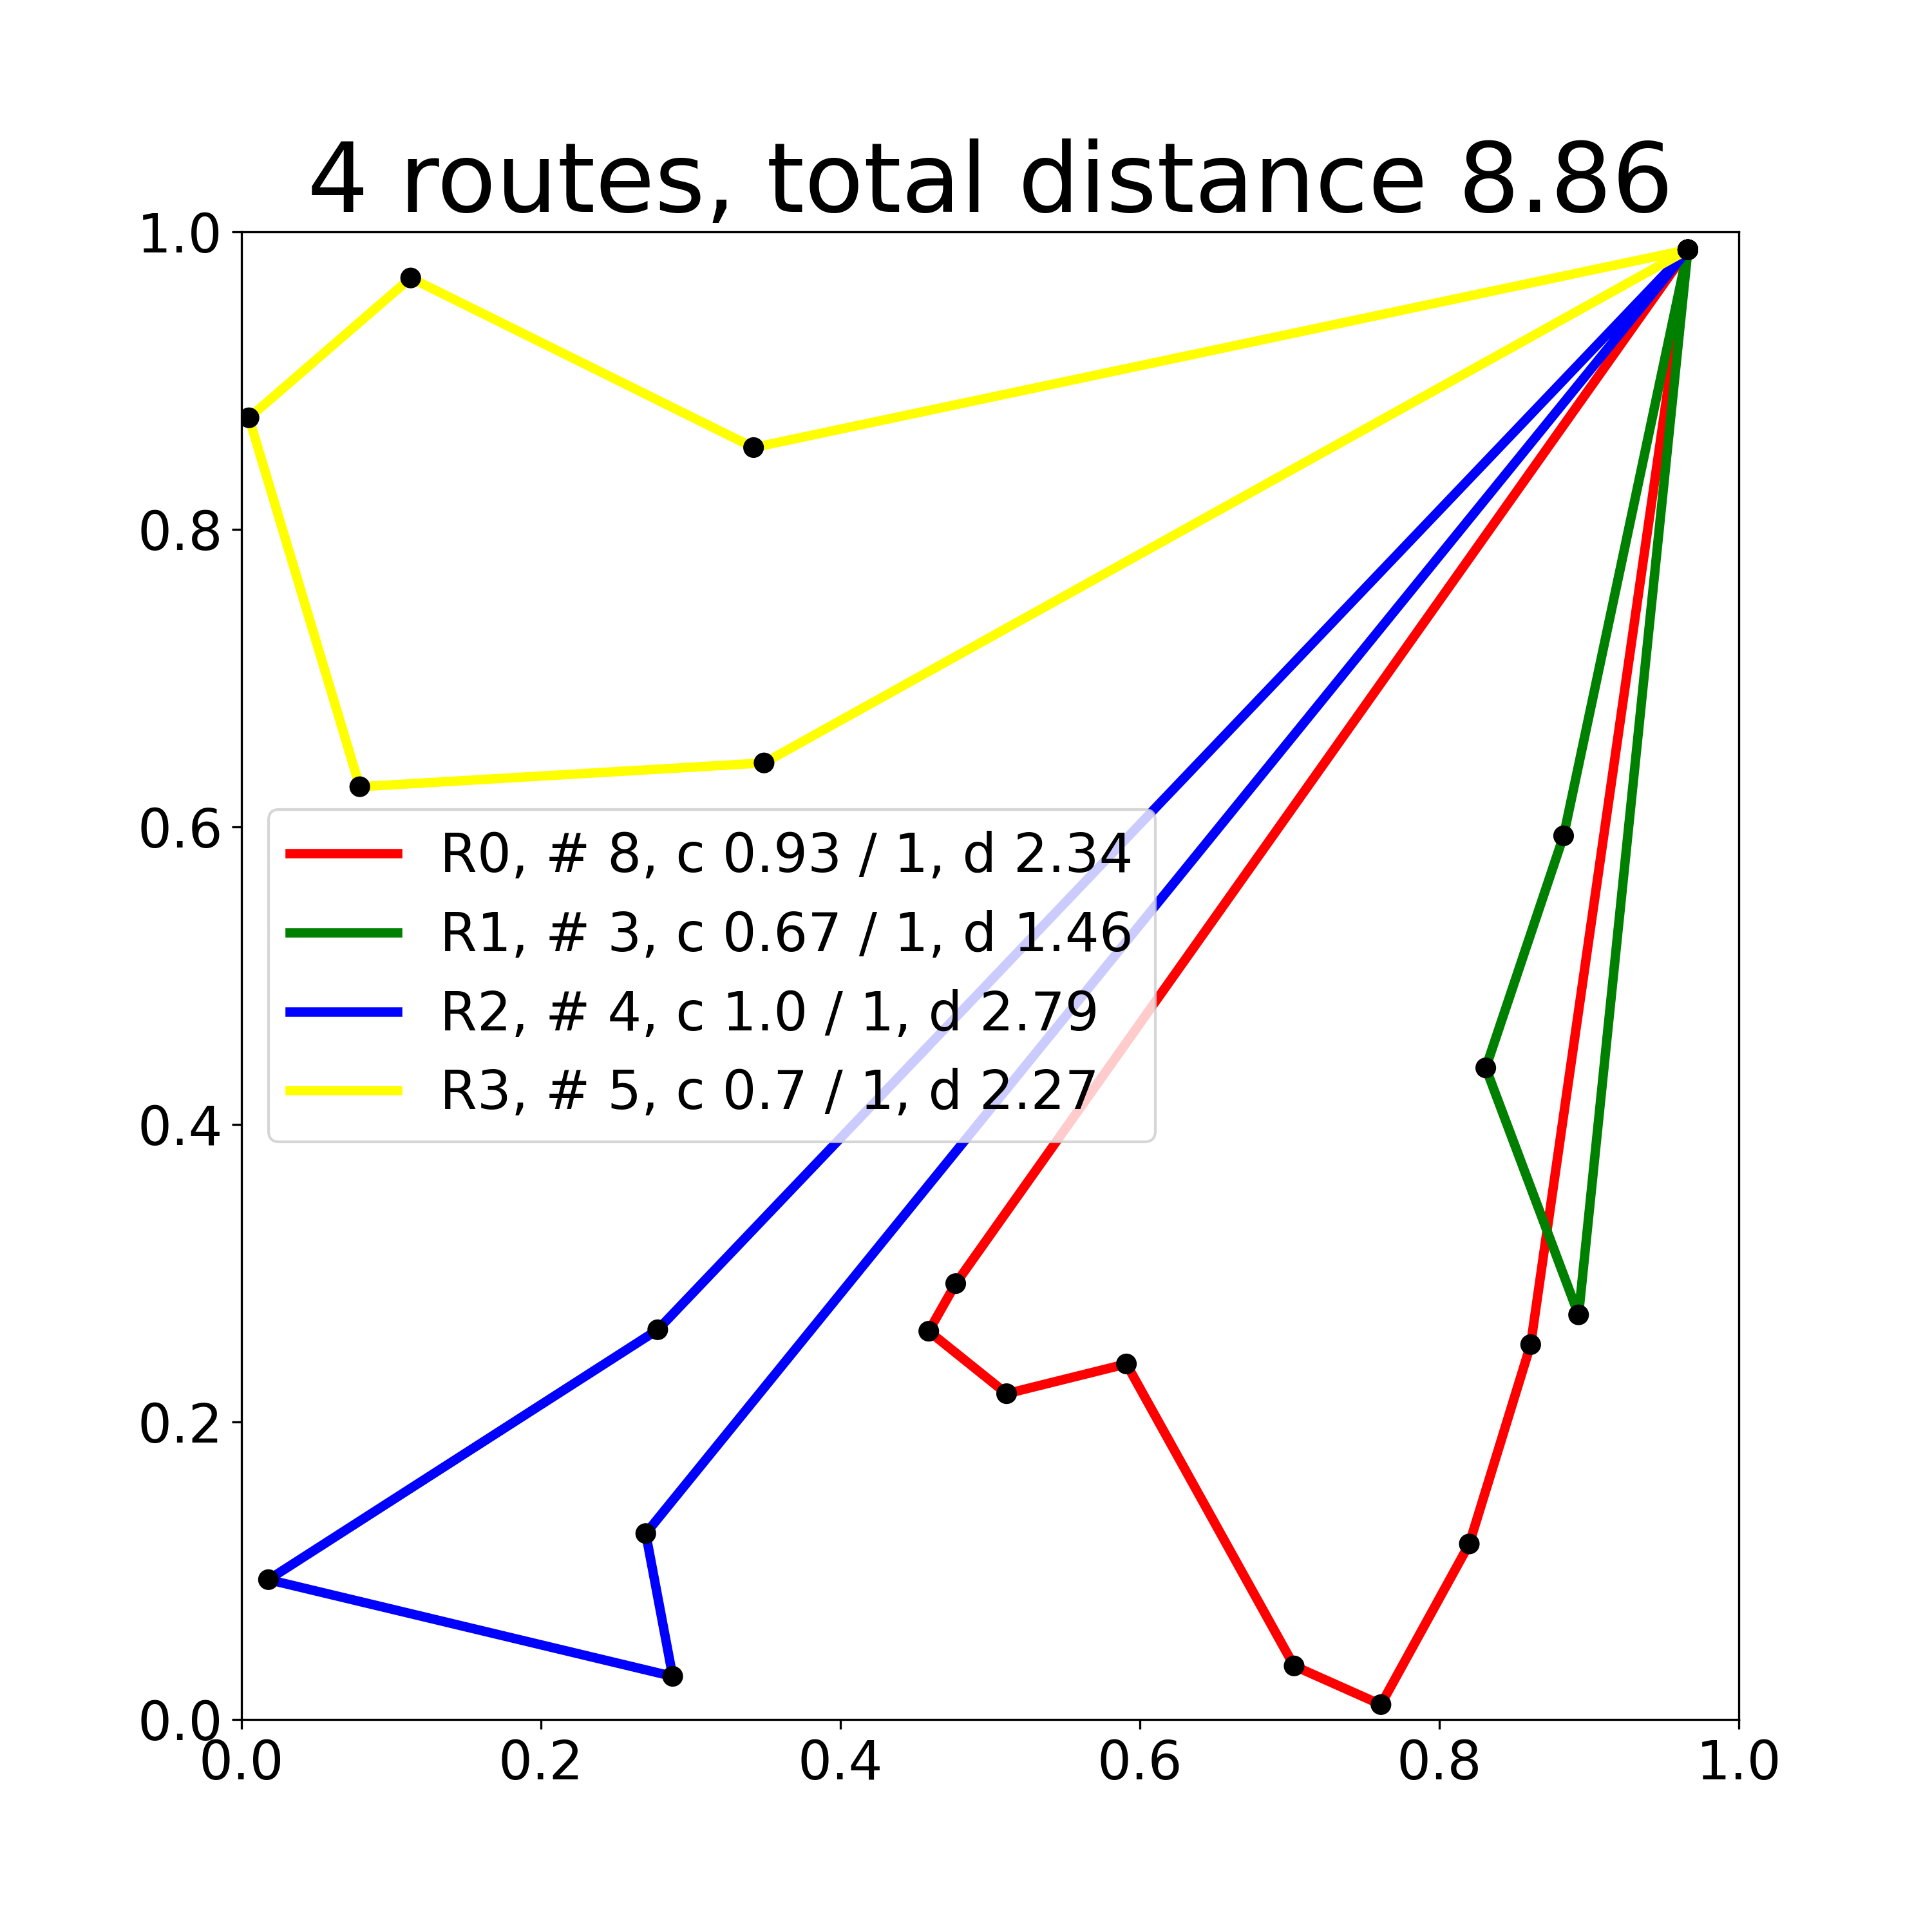 4 routes, total distance 8.86
1.0
0.8
0.6
0.4
0.2
0.0
R0, # 8, c 0.93 / 1, d 2.34
R1, # 3, c 0.67 / 1, d 1.46
R2, # 4, c 1.0 / 1, d 2.79
R3, # 5, c 0.7 / 1, d 2.27
0.0 0.2 0.4 0.6 0.8 1.0